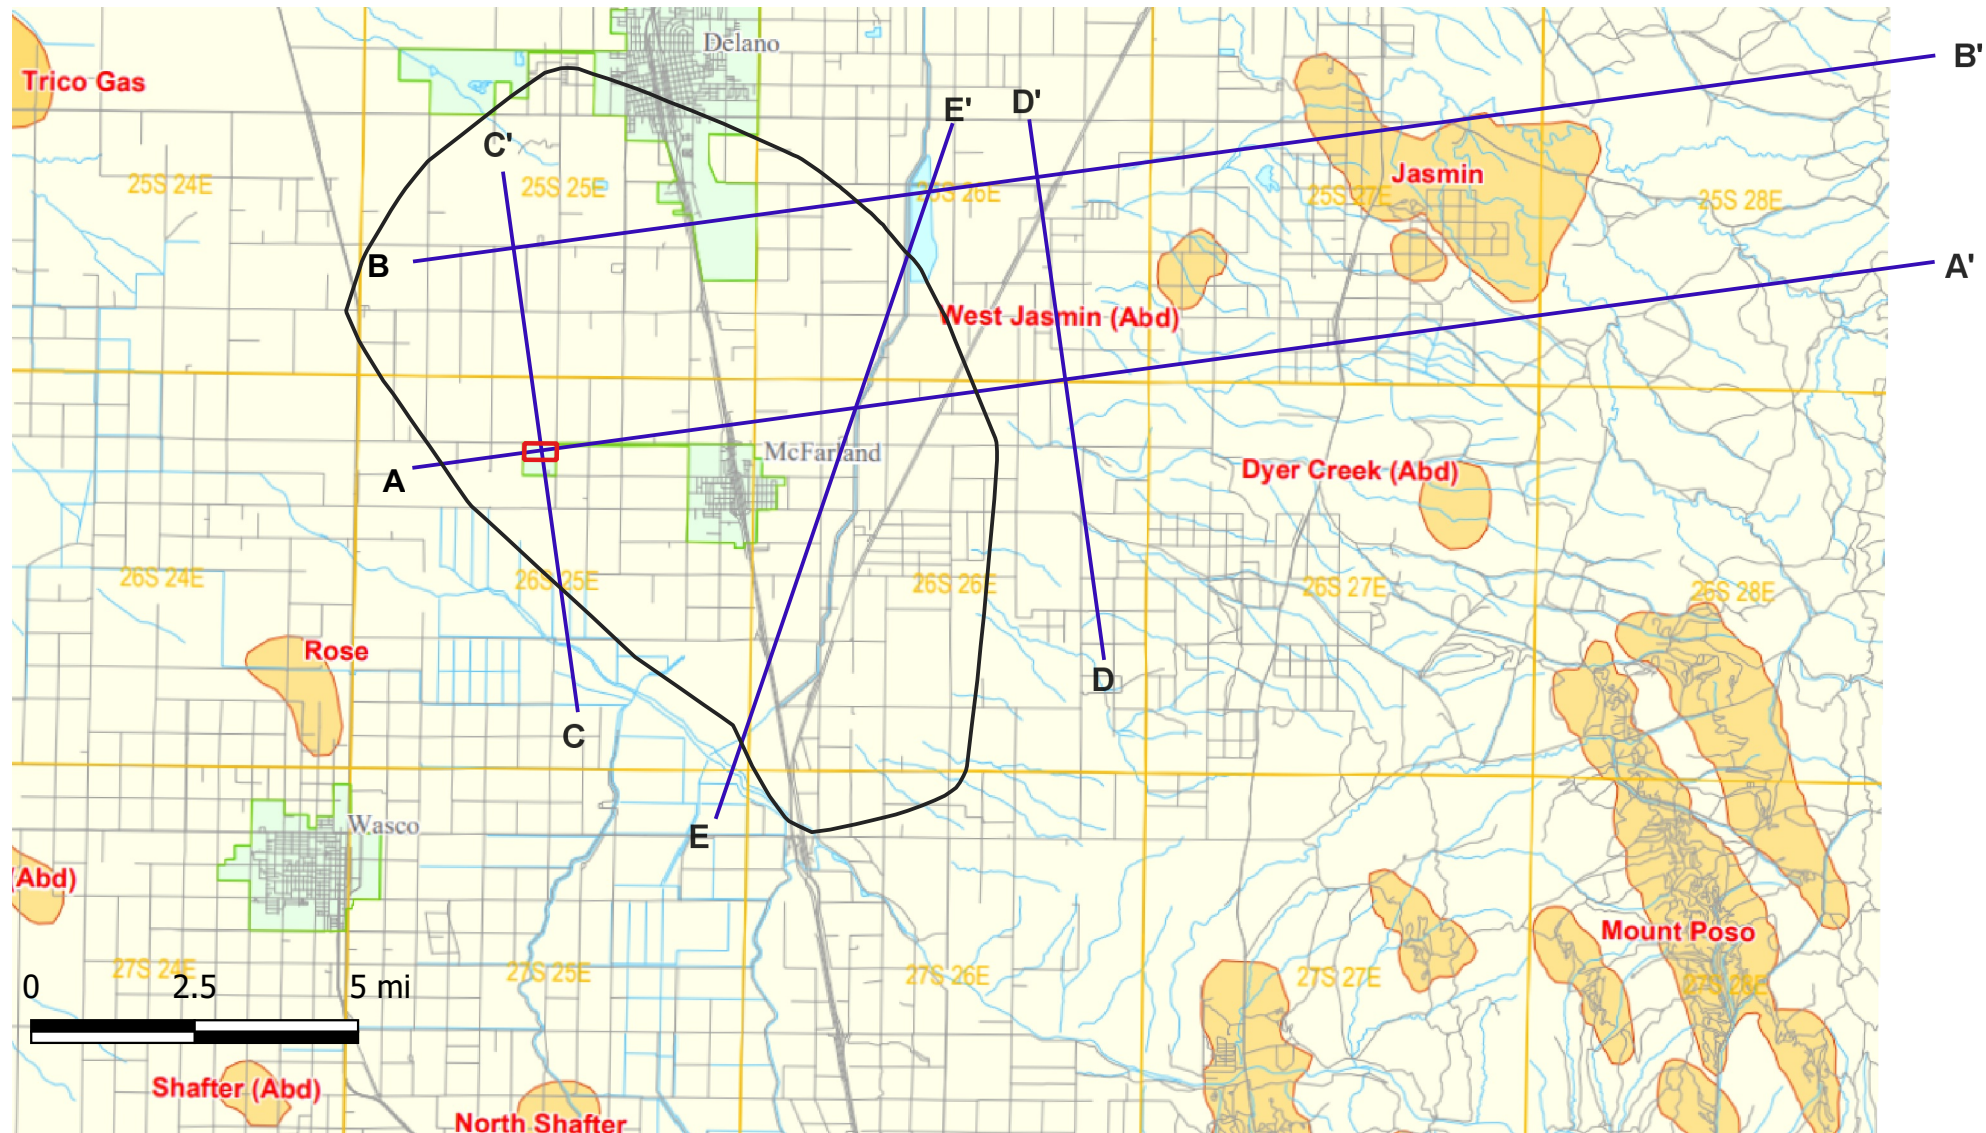 Delano
B'
Trico Gas
E'
D'
C'
Jasmin
25S 24E
25S 25E
25S 26E
25S 27E
25S 28E
B
A'
West Jasmin (Abd)
McFarland
A
Dyer Creek (Abd)
26S 24E
26S 25E
26S 26E
26S 27E
26S 28E
Rose
D
C
Wasco
E
(Abd)
Mount Poso
27S 24E
27S 25E
27S 26E
27S 27E
27S 28E
0 2.5 5 mi
Shafter (Abd)
North Shafter